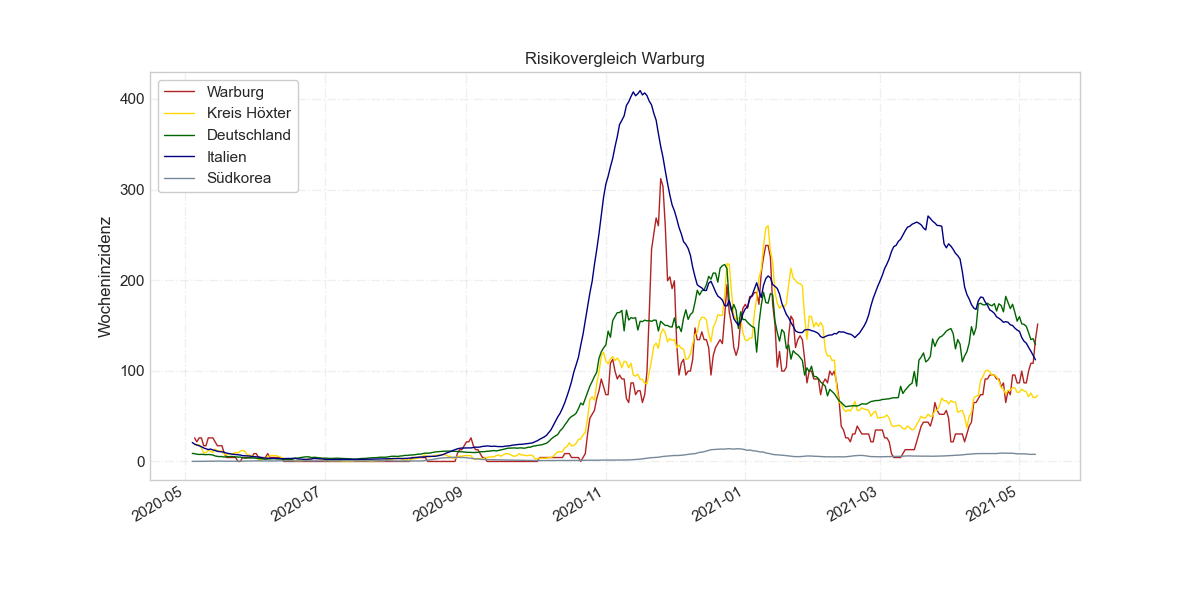 Risikovergleich Warburg
Warburg
Kreis Höxter
Deutschland
Italien
Südkorea
Wocheninzidenz
400
300
200
100
0
2020-05
2020-07
2020-09
2020-11
2021-01
2021-03
2021-05